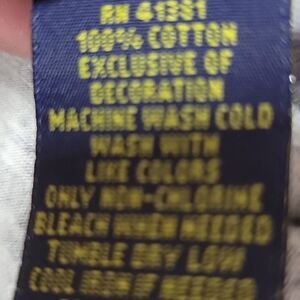 RN 41381
100% COTTON
EXCLUSIVE OF
DECORATION
MACHINE WASH COLD
WASH WITH
LIKE COLORS
ONLY NON-CHLORINE
BLEACH WHEN NEEDED
TUMBLE DRY LOW
COOL IRON IF NEEDED